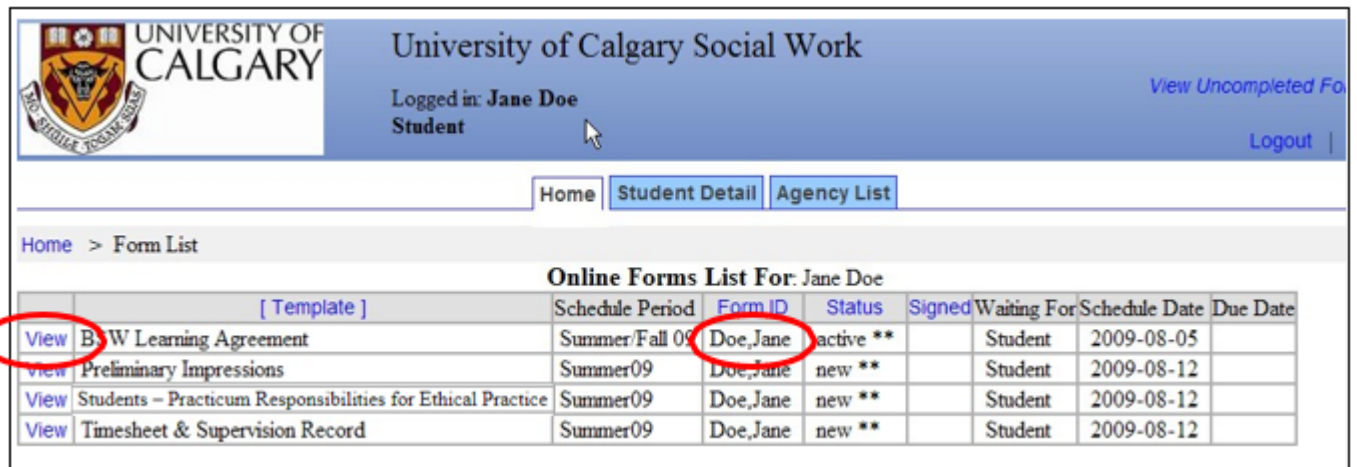 UNIVERSITY OF
CALGARY
MO SHÙILE TOGAM SUAS
University of Calgary Social Work
Logged in: Jane Doe
Student
View Uncompleted Fo
Logout |
Home Student Detail Agency List
Home > Form List
Online Forms List For: Jane Doe
[ Template ] Schedule Period Form ID Status Signed Waiting For Schedule Date Due Date
View BSW Learning Agreement Summer/Fall 09 Doe,Jane active ** Student 2009-08-05
View Preliminary Impressions Summer09 Doe,Jane new ** Student 2009-08-12
View Students – Practicum Responsibilities for Ethical Practice Summer09 Doe,Jane new ** Student 2009-08-12
View Timesheet & Supervision Record Summer09 Doe,Jane new ** Student 2009-08-12